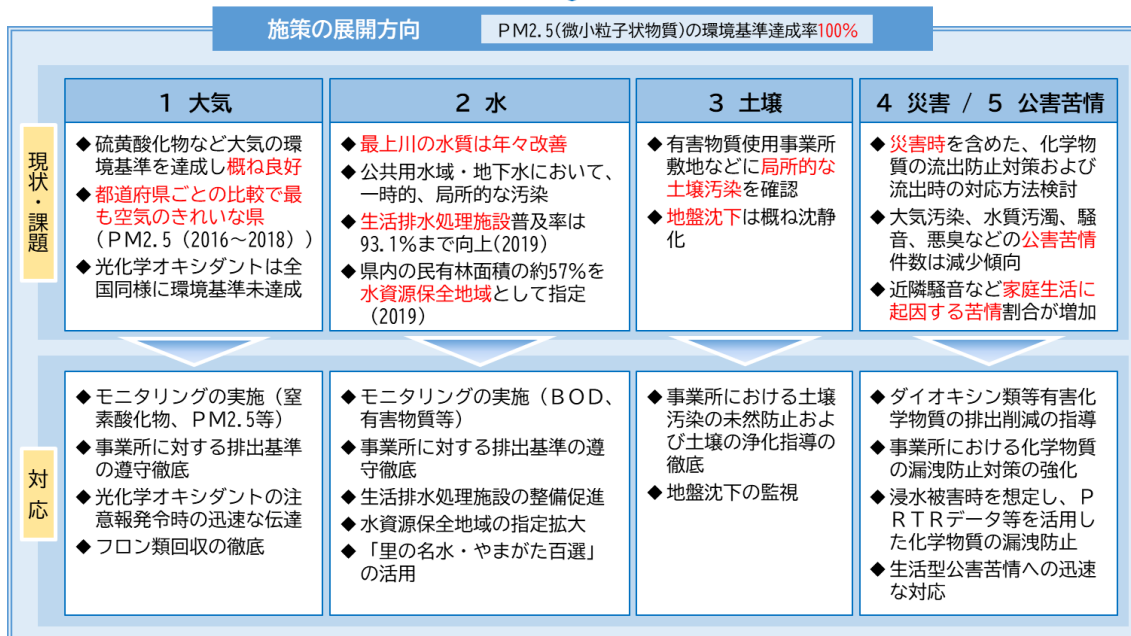 施策の展開方向
PM2.5(微小粒子状物質)の環境基準達成率100%
現状・課題
1 大気
◆硫黄酸化物など大気の環
境基準を達成し概ね良好
◆都道府県ごとの比較で最
も空気のきれいな県
(PM2.5(2016~2018))
◆光化学オキシダントは全
国同様に環境基準未達成
2 水
◆最上川の水質は年々改善
◆公共用水域・地下水において、
一時的、局所的な汚染
◆生活排水処理施設普及率は
93.1%まで向上(2019)
◆県内の民有林面積の約57%を
水資源保全地域として指定
(2019)
3 土壌
◆有害物質使用事業所
敷地などに局所的な
土壌汚染を確認
◆地盤沈下は概ね沈静
化
4 災害 / 5 公害苦情
◆災害時を含めた、化学物
質の流出防止対策および
流出時の対応方法検討
◆大気汚染、水質汚濁、騒
音、悪臭などの公害苦情
件数は減少傾向
◆近隣騒音など家庭生活に
起因する苦情割合が増加
対応
◆モニタリングの実施(窒
素酸化物、PM2.5等)
◆事業所に対する排出基準
の遵守徹底
◆光化学オキシダントの注
意報発令時の迅速な伝達
◆フロン類回収の徹底
◆モニタリングの実施(BOD、
有害物質等)
◆事業所に対する排出基準の遵
守徹底
◆生活排水処理施設の整備促進
◆水資源保全地域の指定拡大
◆「里の名水・やまがた百選」
の活用
◆事業所における土壌
汚染の未然防止およ
び土壌の浄化指導の
徹底
◆地盤沈下の監視
◆ダイオキシン類等有害化
学物質の排出削減の指導
◆事業所における化学物質
の漏洩防止対策の強化
◆浸水被害時を想定し、P
RTRデータ等を活用し
た化学物質の漏洩防止
◆生活型公害苦情への迅速
な対応